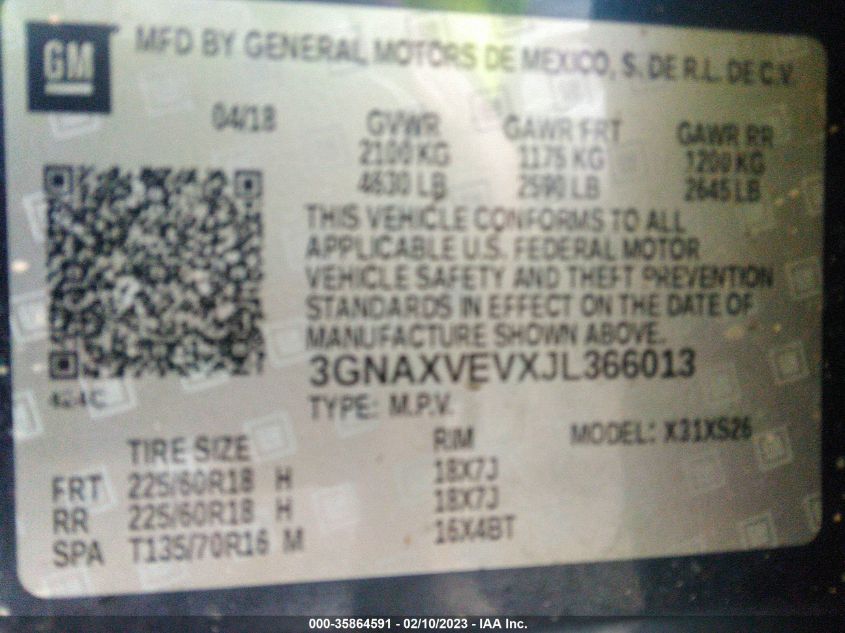 GM
MFD BY GENERAL MOTORS DE MEXICO, S. DE R.L. DE C.V.
04/18 GVWR GAWR FRT GAWR RR
2100 KG 1175 KG 1200 KG
4630 LB 2590 LB 2645 LB
THIS VEHICLE CONFORMS TO ALL
APPLICABLE U.S. FEDERAL MOTOR
VEHICLE SAFETY AND THEFT PREVENTION
STANDARDS IN EFFECT ON THE DATE OF
MANUFACTURE SHOWN ABOVE.
3GNAXVEVXJL366013
TYPE: M.P.V.
MODEL: X31XS26
TIRE SIZE RIM
FRT 225/60R18 H 18X7J
RR 225/60R18 H 18X7J
SPA T135/70R16 M 16X4BT
000-35864591 - 02/10/2023 - IAA Inc.